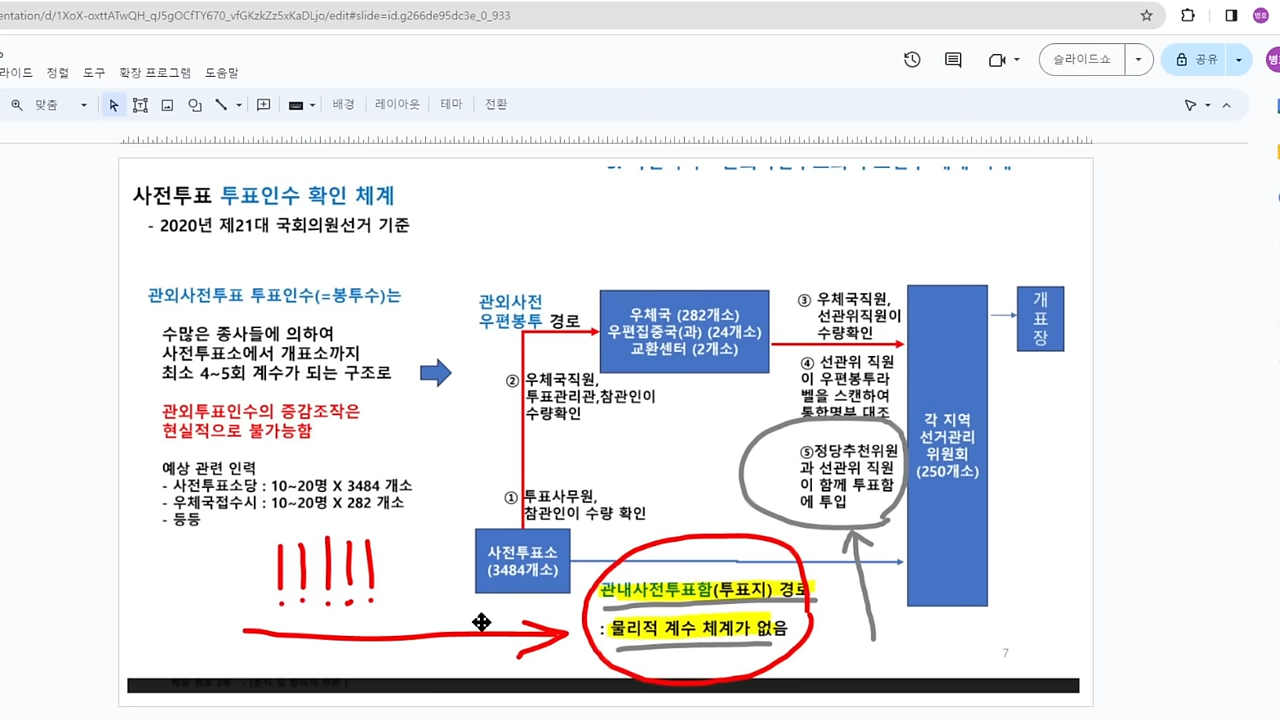 entation/d/1XoX-oxttATwQH_qJ5gOCfTY670_vfGKzkZz5xKaDLjo/edit#slide=id.g266de95dc3e_0_933
라이드 정렬 도구 확장 프로그램 도움말
슬라이드쇼
공유
맞춤
배경 레이아웃 테마 전환
사전투표 투표인수 확인 체계
- 2020년 제21대 국회의원선거 기준
관외사전투표 투표인수(=봉투수)는
수많은 종사들에 의하여
사전투표소에서 개표소까지
최소 4~5회 계수가 되는 구조로
관외투표인수의 증감조작은
현실적으로 불가능함
예상 관련 인력
- 사전투표소당 : 10~20명 X 3484 개소
- 우체국접수시 : 10~20명 X 282 개소
- 등등
!!!!!
관외사전
우편봉투 경로
우체국 (282개소)
우편집중국(과) (24개소)
교환센터 (2개소)
② 우체국직원,
투표관리관,참관인이
수량확인
① 투표사무원,
참관인이 수량 확인
사전투표소
(3484개소)
③ 우체국직원,
선관위직원이
수량확인
④ 선관위 직원
이 우편봉투라
벨을 스캔하여
통합명부 대조
⑤정당추천위원
과 선관위 직원
이 함께 투표함
에 투입
각 지역
선거관리
위원회
(250개소)
개
표
장
관내사전투표함(투표지) 경로
: 물리적 계수 체계가 없음
7